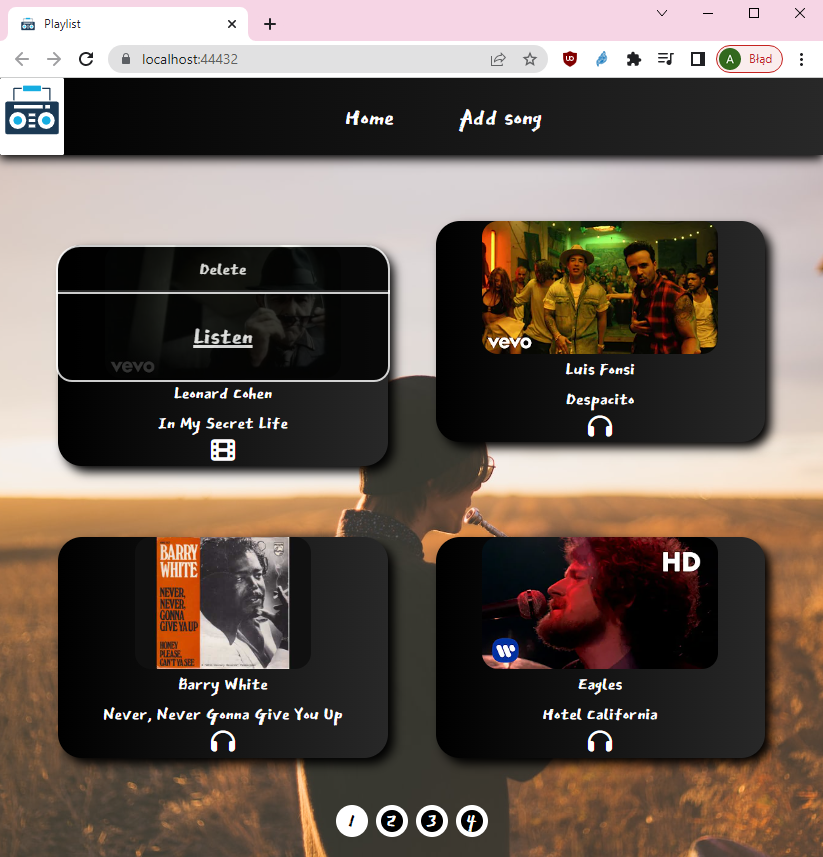 Playlist
localhost:44432
A Błąd
Home
Add song
Delete
Listen
vevo
Leonard Cohen
In My Secret Life
vevo
Luis Fonsi
Despacito
BARRY
WHITE
NEVER,
NEVER,
GONNA
GIVE YA UP
HONEY
PLEASE,
CAN'T YA SEE
Barry White
Never, Never Gonna Give You Up
HD
Eagles
Hotel California
1 2 3 4